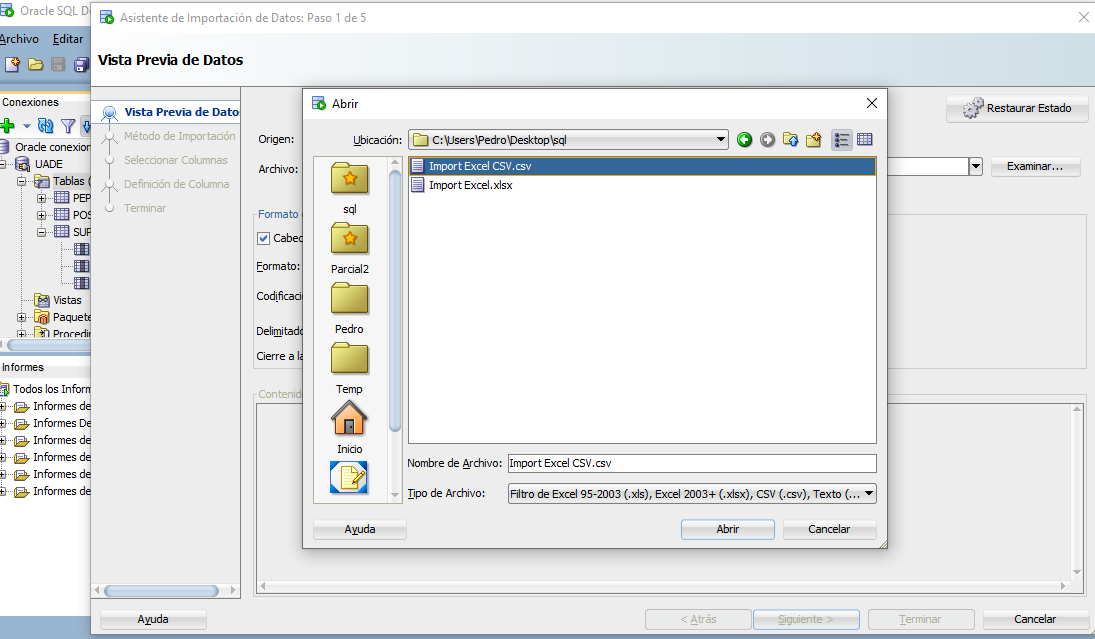 Oracle SQL D
Asistente de Importación de Datos: Paso 1 de 5
Archivo Editar
Vista Previa de Datos
Conexiones
Oracle conexion
UADE
Tablas (
PEP
POS
SUP
Vistas
Paquete
Procedir
Informes
Todos los Inform
Informes de
Informes De
Informes de
Informes de
Informes de
Informes de
Vista Previa de Dato
Método de Importación
Seleccionar Columnas
Definición de Columna
Terminar
Restaurar Estado
Origen:
Archivo:
Examinar...
Formato
Cabec
Formato:
Codificaci
Delimitado
Cierre a la
Contenid
Abrir
Ubicación: C:\Users\Pedro\Desktop\sql
sql
Parcial2
Pedro
Temp
Inicio
Import Excel CSV.csv
Import Excel.xlsx
Nombre de Archivo: Import Excel CSV.csv
Tipo de Archivo: Filtro de Excel 95-2003 (.xls), Excel 2003+ (.xlsx), CSV (.csv), Texto (...
Ayuda Abrir Cancelar
Ayuda < Atrás Siguiente > Terminar Cancelar